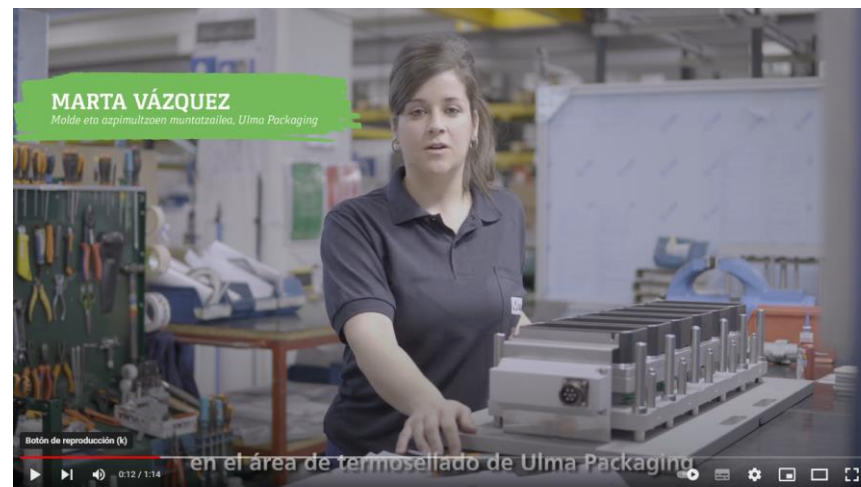 MARTA VÁZQUEZ
Molde eta azpimultzoen muntatzailea, Ulma Packaging
Botón de reproducción (k)
en el área de termosellado de Ulma Packaging
0:12 / 1:14